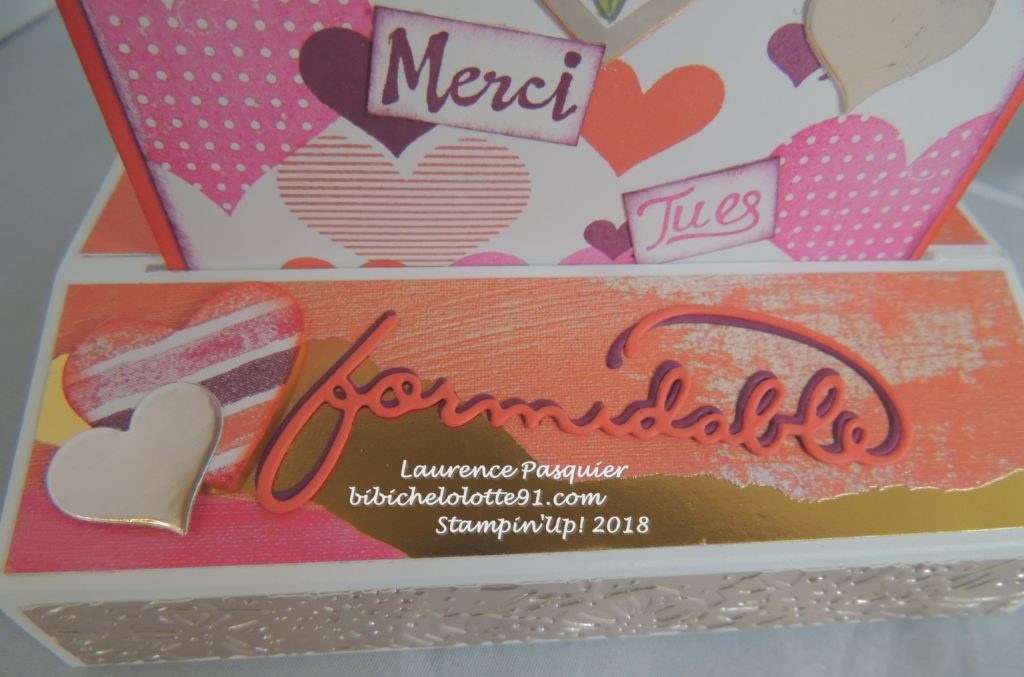 Merci
Tu es
formidable
Laurence Pasquier
bibichelolotte91.com
Stampin'Up! 2018